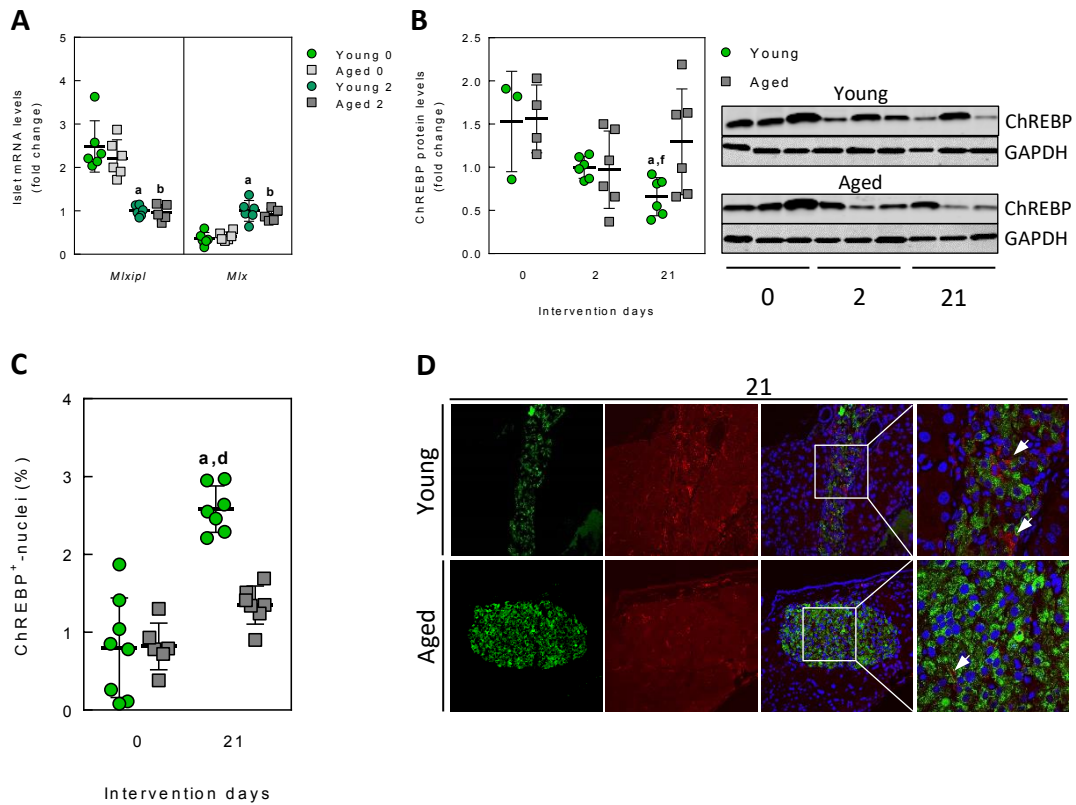 A
Islet mRNA levels
(fold change)
5
4
3
2
1
0
a
b
a
b
Mlxipl
Mlx
Young 0
Aged 0
Young 2
Aged 2
B
ChREBP protein levels
(fold change)
2.5
2.0
1.5
1.0
0.5
0.0
a,f
0
2
21
Intervention days
Young
Aged
Young
ChREBP
GAPDH
Aged
ChREBP
GAPDH
0
2
21
C
ChREBP+-nuclei (%)
4
3
2
1
0
a,d
0
21
Intervention days
D
21
Young
Aged